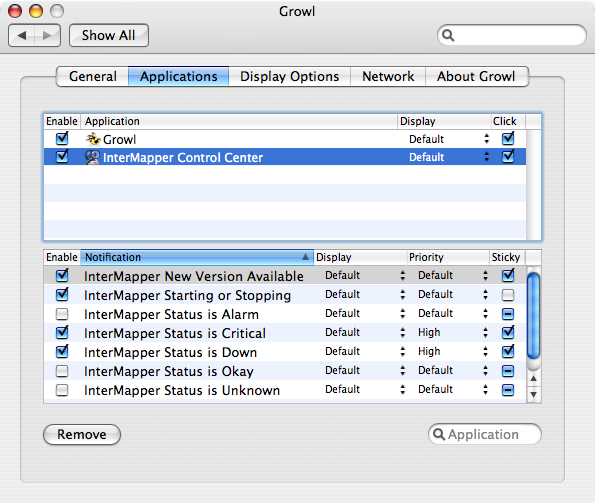 Growl
Show All
General Applications Display Options Network About Growl
Enable Application Display Click
Growl Default
InterMapper Control Center Default
Enable Notification Display Priority Sticky
InterMapper New Version Available Default Default
InterMapper Starting or Stopping Default Default
InterMapper Status is Alarm Default Default
InterMapper Status is Critical Default High
InterMapper Status is Down Default High
InterMapper Status is Okay Default Default
InterMapper Status is Unknown Default Default
Remove Application